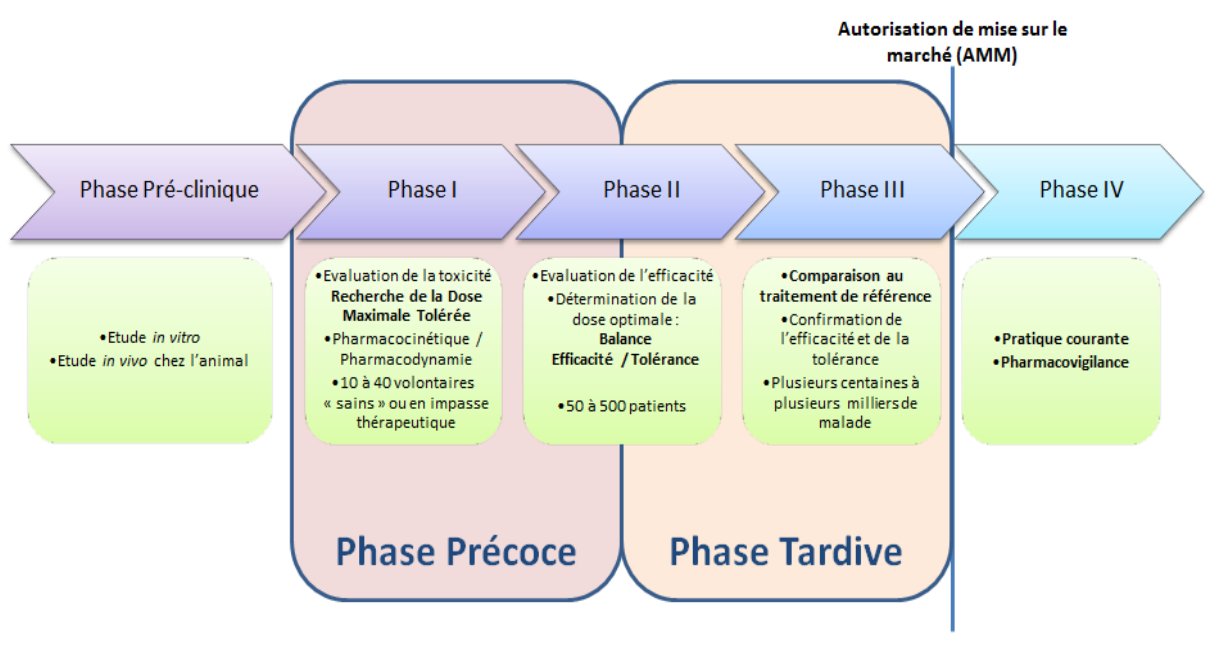 Autorisation de mise sur le
marché (AMM)
Phase Pré-clinique
Phase I
Phase II
Phase III
Phase IV
•Etude in vitro
•Etude in vivo chez l'animal
•Evaluation de la toxicité
Recherche de la Dose
Maximale Tolérée
•Pharmacocinétique /
Pharmacodynamie
•10 à 40 volontaires
« sains » ou en impasse
thérapeutique
•Evaluation de l'efficacité
•Détermination de la
dose optimale :
Balance
Efficacité / Tolérance
•50 à 500 patients
•Comparaison au
traitement de référence
•Confirmation de
l'efficacité et de la
tolérance
•Plusieurs centaines à
plusieurs milliers de
malade
•Pratique courante
•Pharmacovigilance
Phase Précoce
Phase Tardive